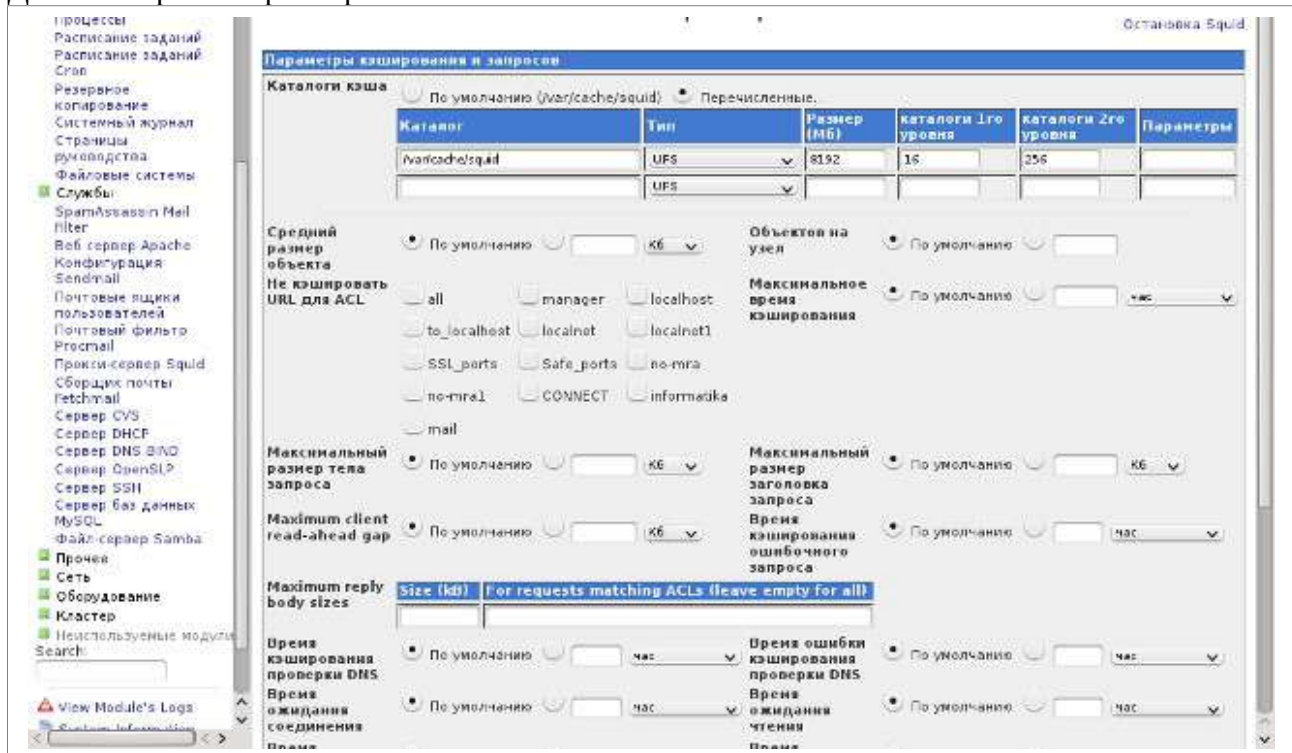 Процессы
Расписание заданий
Расписание заданий
Cron
Резервное
копирование
Системный журнал
Страницы
руководства
Файловые системы
Службы
SpamAssassin Mail
Filter
Веб сервер Apache
Конфигурация
Sendmail
Почтовые ящики
пользователей
Почтовый фильтр
Procmail
Прокси-сервер Squid
Сборщик почты
Fetchmail
Сервер CVS
Сервер DHCP
Сервер DNS BIND
Сервер OpenSLP
Сервер SSH
Сервер баз данных
MySQL
Файл-сервер Samba
Прочее
Сеть
Оборудование
Кластер
Неиспользуемые модули
Search:
View Module's Logs
System Information
Остановка Squid
Параметры кэширования и запросов
Каталоги кэша По умолчанию (/var/cache/squid) Перечисленные.
Каталог Тип Размер (Мб) каталоги 1го уровня каталоги 2го уровня Параметры
/var/cache/squid UFS 8192 16 256
UFS
Средний размер объекта По умолчанию Кб Объектов на узел По умолчанию
Не кэшировать URL для ACL all manager localhost Максимальное время кэширования По умолчанию час
to_localhost localnet localnet1
SSL_ports Safe_ports no-mra
no-mra1 CONNECT informatika
mail
Максимальный размер тела запроса По умолчанию Кб Максимальный размер заголовка запроса По умолчанию Кб
Maximum client read-ahead gap По умолчанию Кб Время кэширования ошибочного запроса По умолчанию час
Maximum reply body sizes Size (kB) For requests matching ACLs (leave empty for all)
Время кэширования проверки DNS По умолчанию час Время ошибки кэширования проверки DNS По умолчанию час
Время ожидания соединения По умолчанию час Время ожидания чтения По умолчанию час
Время Время